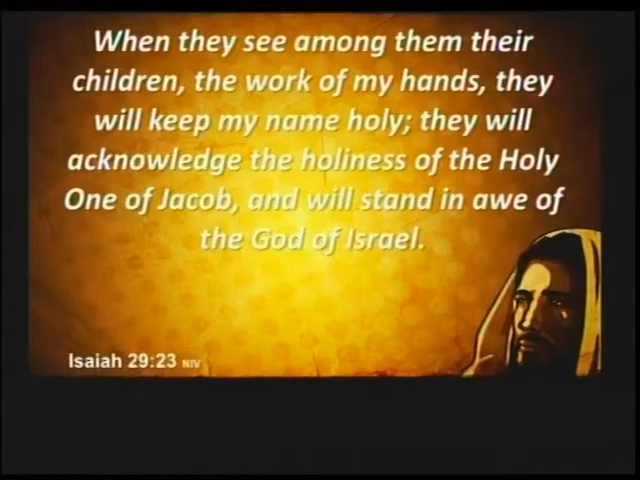 When they see among them their
children, the work of my hands, they
will keep my name holy; they will
acknowledge the holiness of the Holy
One of Jacob, and will stand in awe of
the God of Israel.
Isaiah 29:23 NIV